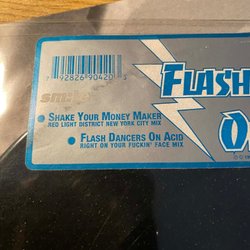 7 92826 90420 3
smile
FLASH
• SHAKE YOUR MONEY MAKER
RED LIGHT DISTRICT NEW YORK CITY MIX
• FLASH DANCERS ON ACID
RIGHT ON YOUR FUCKIN' FACE MIX